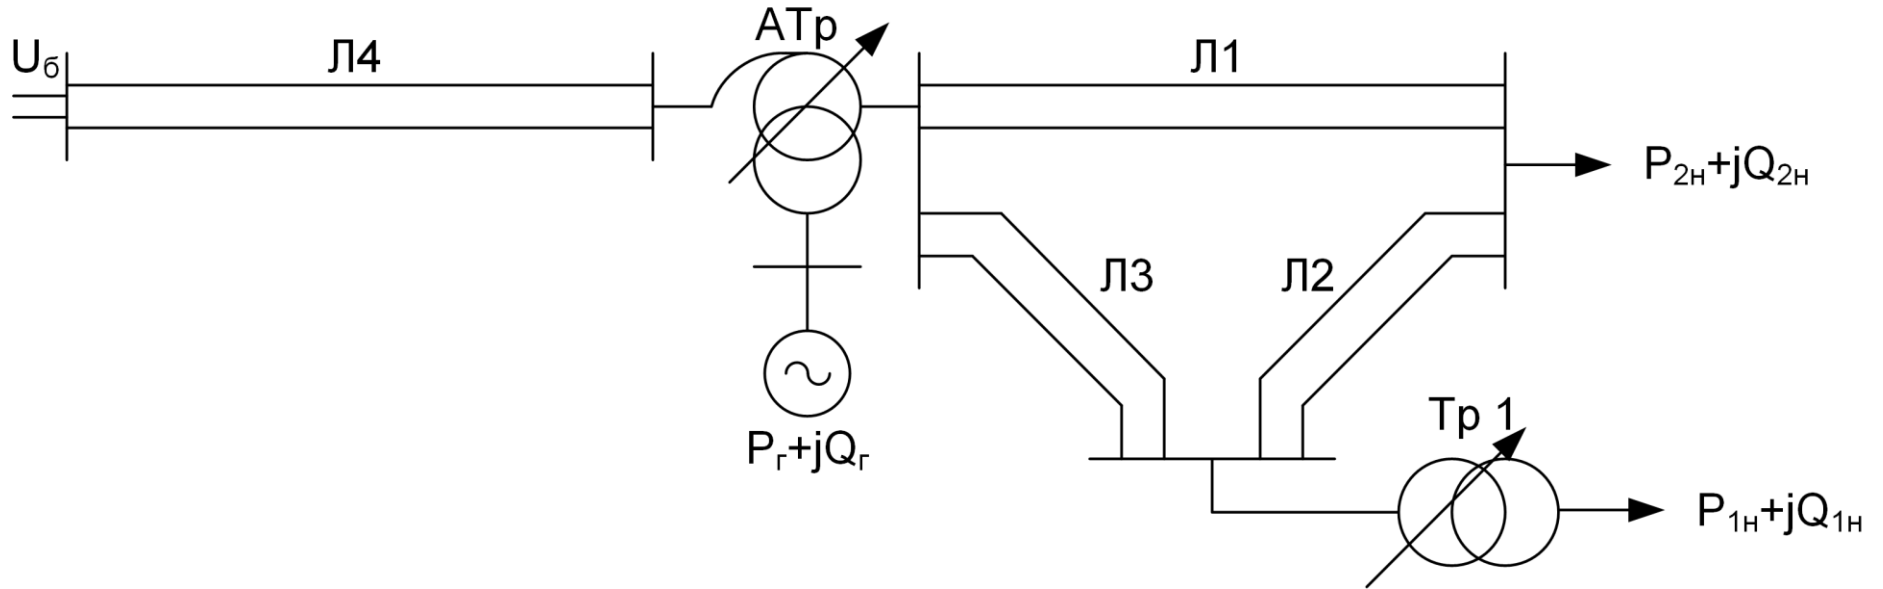 Uб
Л4
АТр
Л1
P2н+jQ2н
Л3
Л2
Тр 1
Pг+jQг
P1н+jQ1н